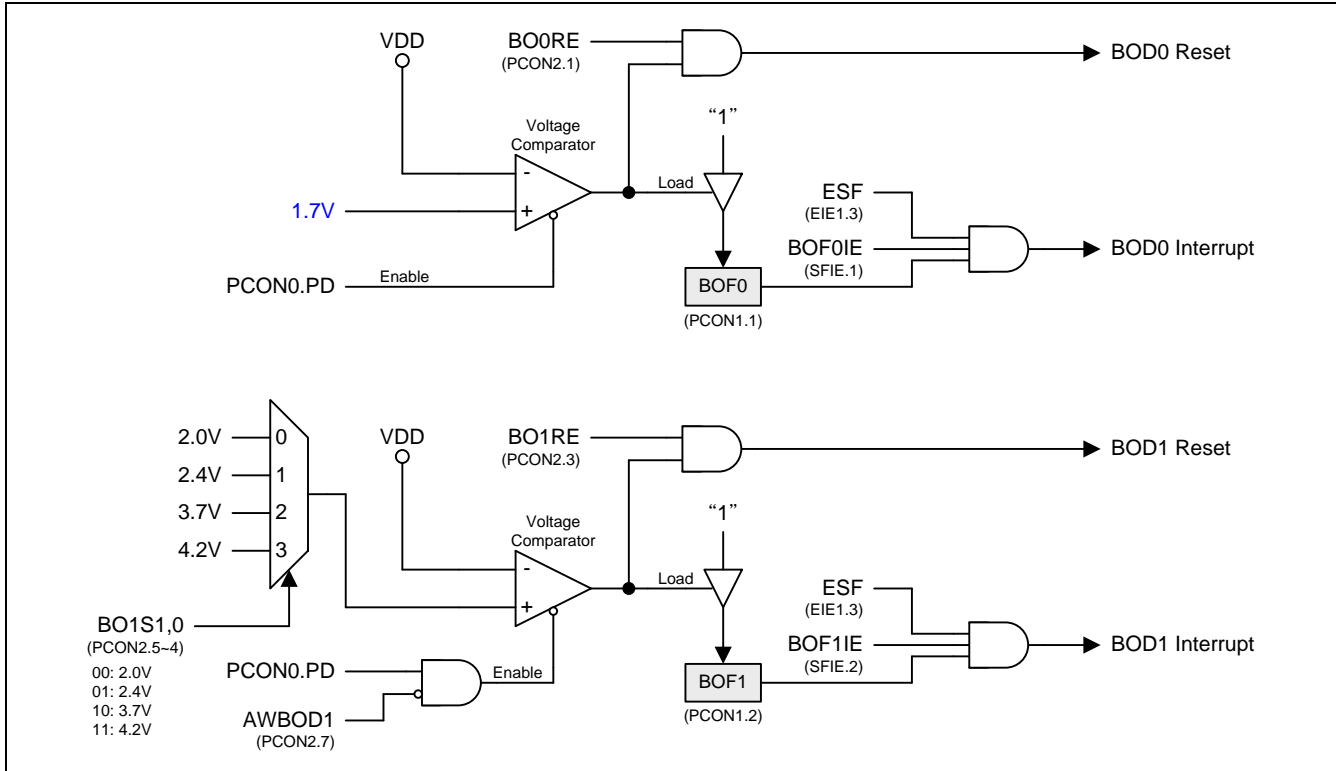 VDD
BO0RE
(PCON2.1)
BOD0 Reset
Voltage
Comparator
“1”
-
+
Load
1.7V
ESF
(EIE1.3)
BOF0IE
(SFIE.1)
BOD0 Interrupt
PCON0.PD
Enable
BOF0
(PCON1.1)
2.0V
0
2.4V
1
3.7V
2
4.2V
3
VDD
BO1RE
(PCON2.3)
BOD1 Reset
Voltage
Comparator
“1”
-
+
Load
BO1S1,0
(PCON2.5~4)
00: 2.0V
01: 2.4V
10: 3.7V
11: 4.2V
ESF
(EIE1.3)
BOF1IE
(SFIE.2)
BOD1 Interrupt
PCON0.PD
Enable
AWBOD1
(PCON2.7)
BOF1
(PCON1.2)